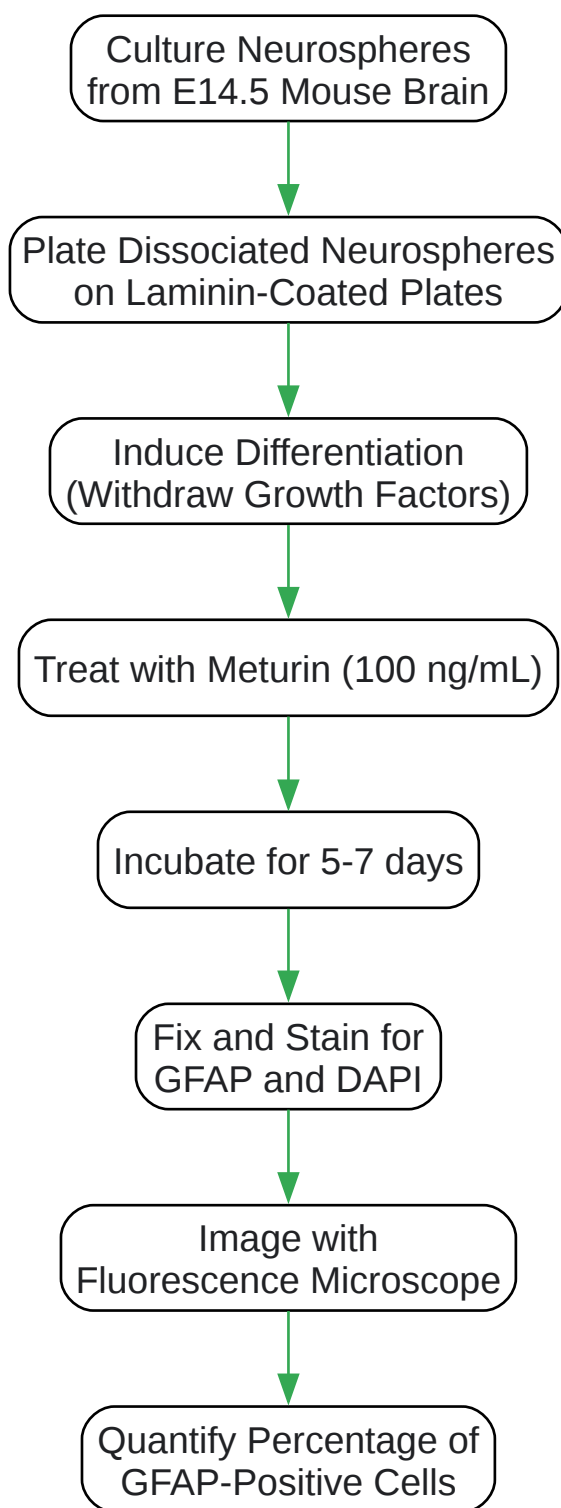 Culture Neurospheres
from E14.5 Mouse Brain
Plate Dissociated Neurospheres
on Laminin-Coated Plates
Induce Differentiation
(Withdraw Growth Factors)
Treat with Meturin (100 ng/mL)
Incubate for 5-7 days
Fix and Stain for
GFAP and DAPI
Image with
Fluorescence Microscope
Quantify Percentage of
GFAP-Positive Cells